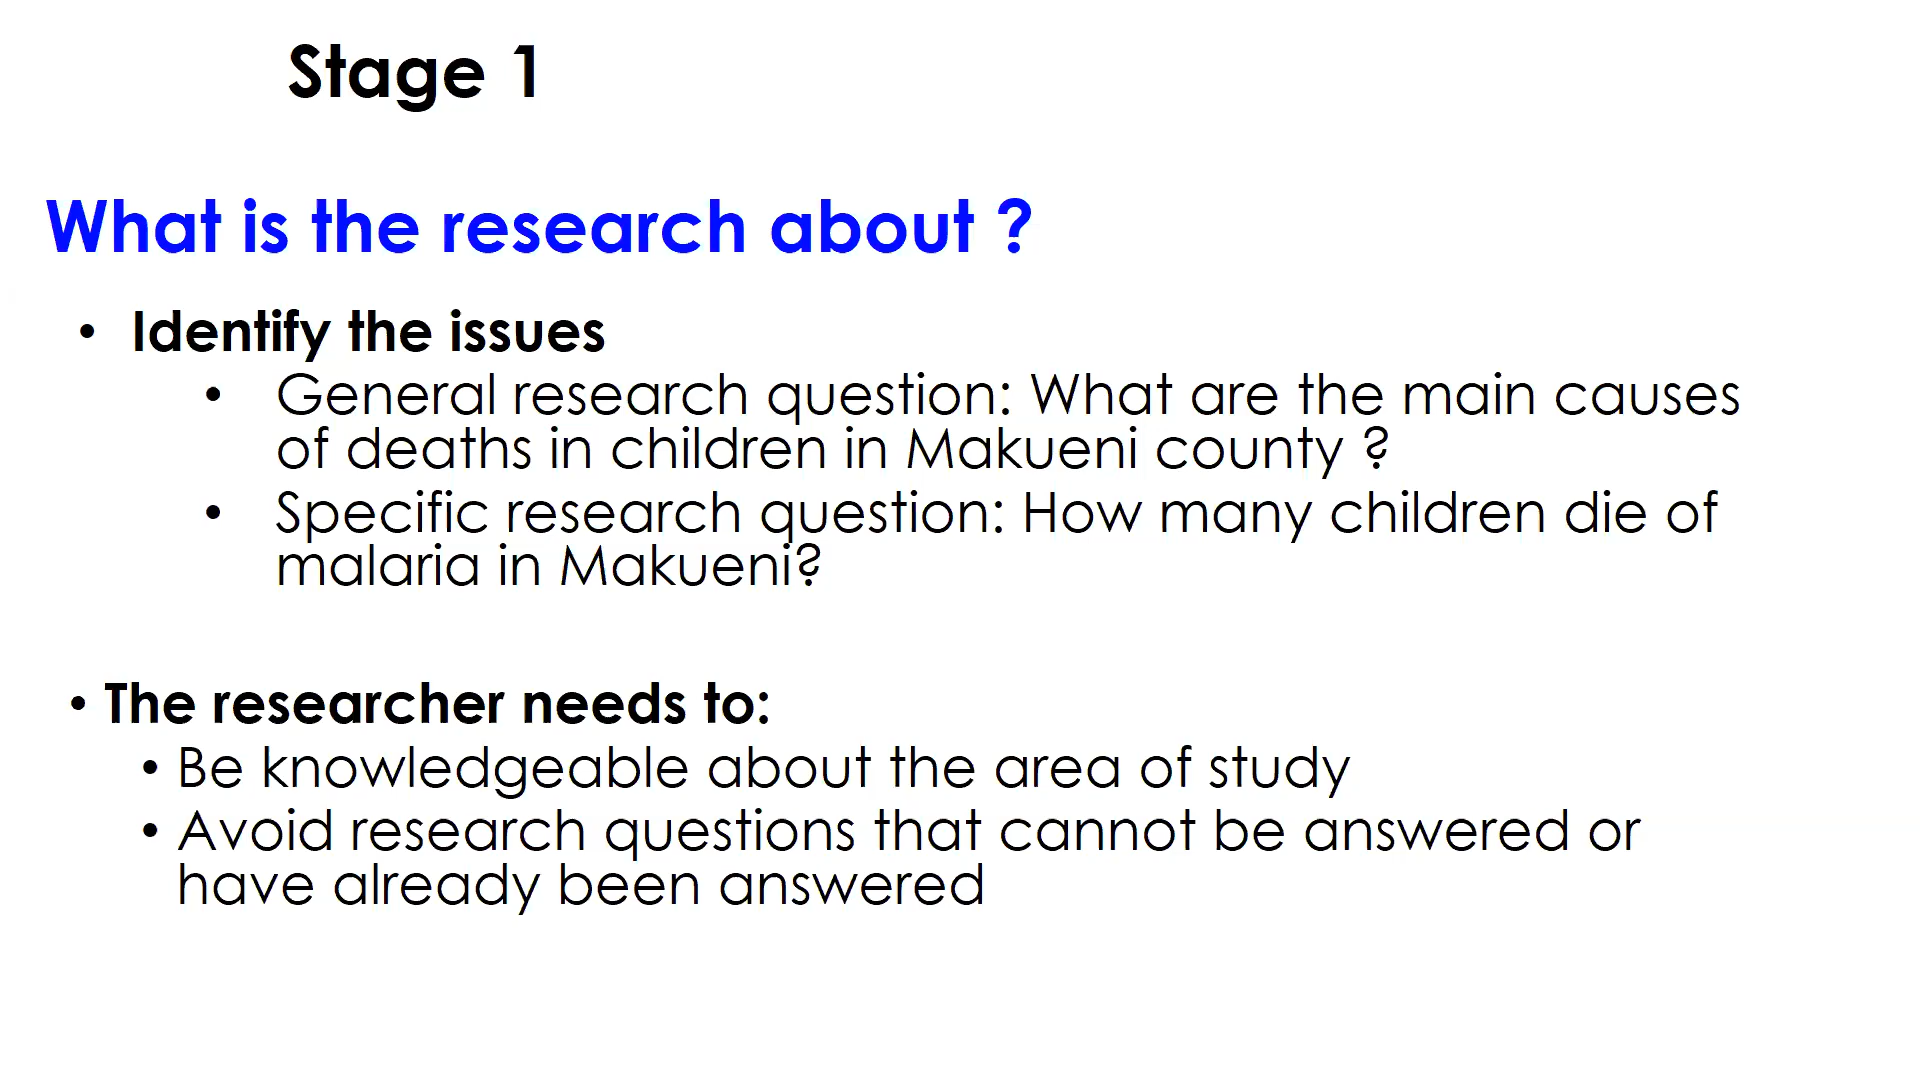 Stage 1
What is the research about ?
• Identify the issues
• General research question: What are the main causes
of deaths in children in Makueni county ?
• Specific research question: How many children die of
malaria in Makueni?
• The researcher needs to:
• Be knowledgeable about the area of study
• Avoid research questions that cannot be answered or
have already been answered